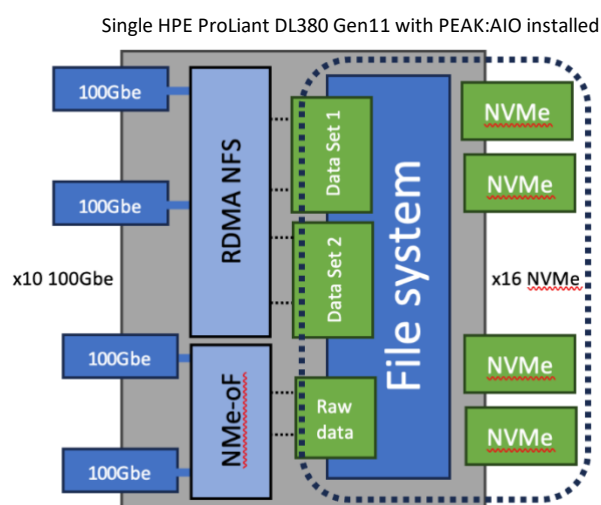 Single HPE ProLiant DL380 Gen11 with PEAK:AIO installed
100Gbe
100Gbe
x10 100Gbe
100Gbe
100Gbe
RDMA NFS
NMe-oF
Data Set 1
Data Set 2
Raw
data
File system
NVMe
NVMe
x16 NVMe
NVMe
NVMe